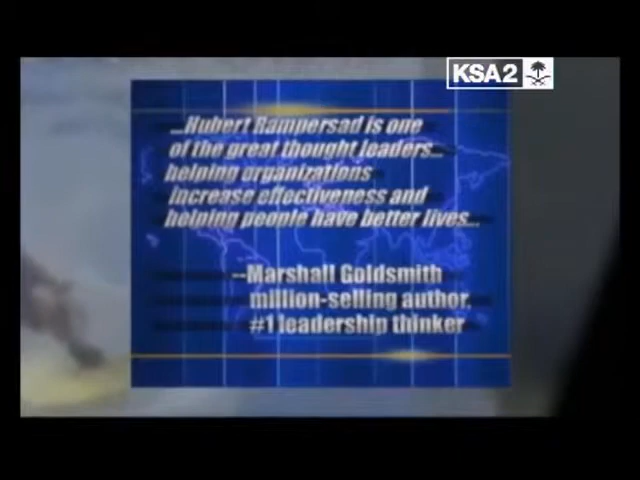 KSA2
...Hubert Rampersad is one
of the great thought leaders...
helping organizations
increase effectiveness and
helping people have better lives...
--Marshall Goldsmith
million-selling author,
#1 leadership thinker